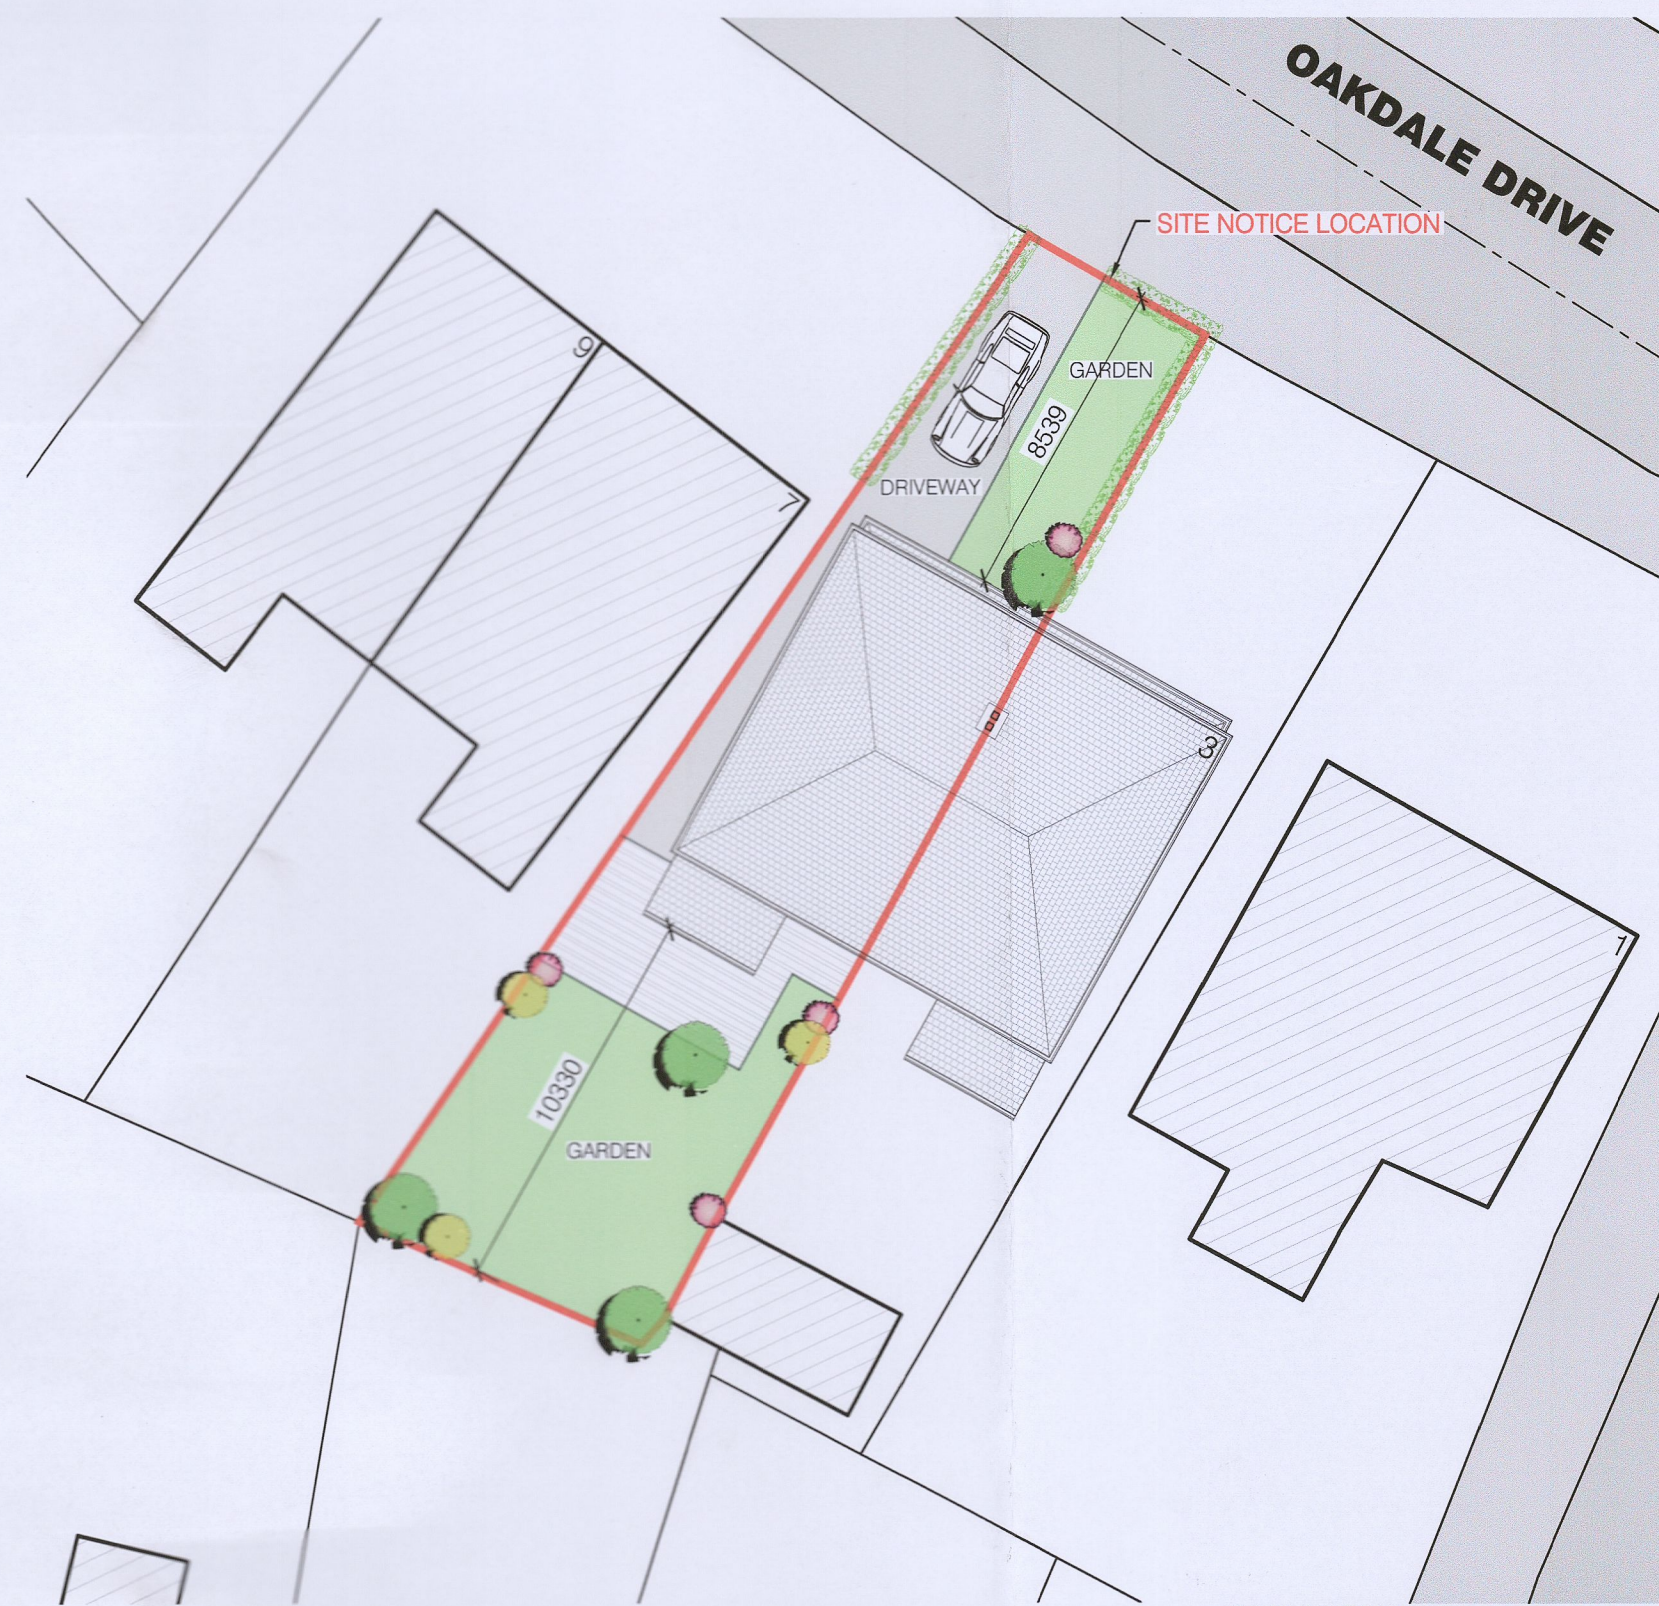 OAKDALE DRIVE
SITE NOTICE LOCATION
GARDEN
8539
DRIVEWAY
9
7
3
1
10330
GARDEN